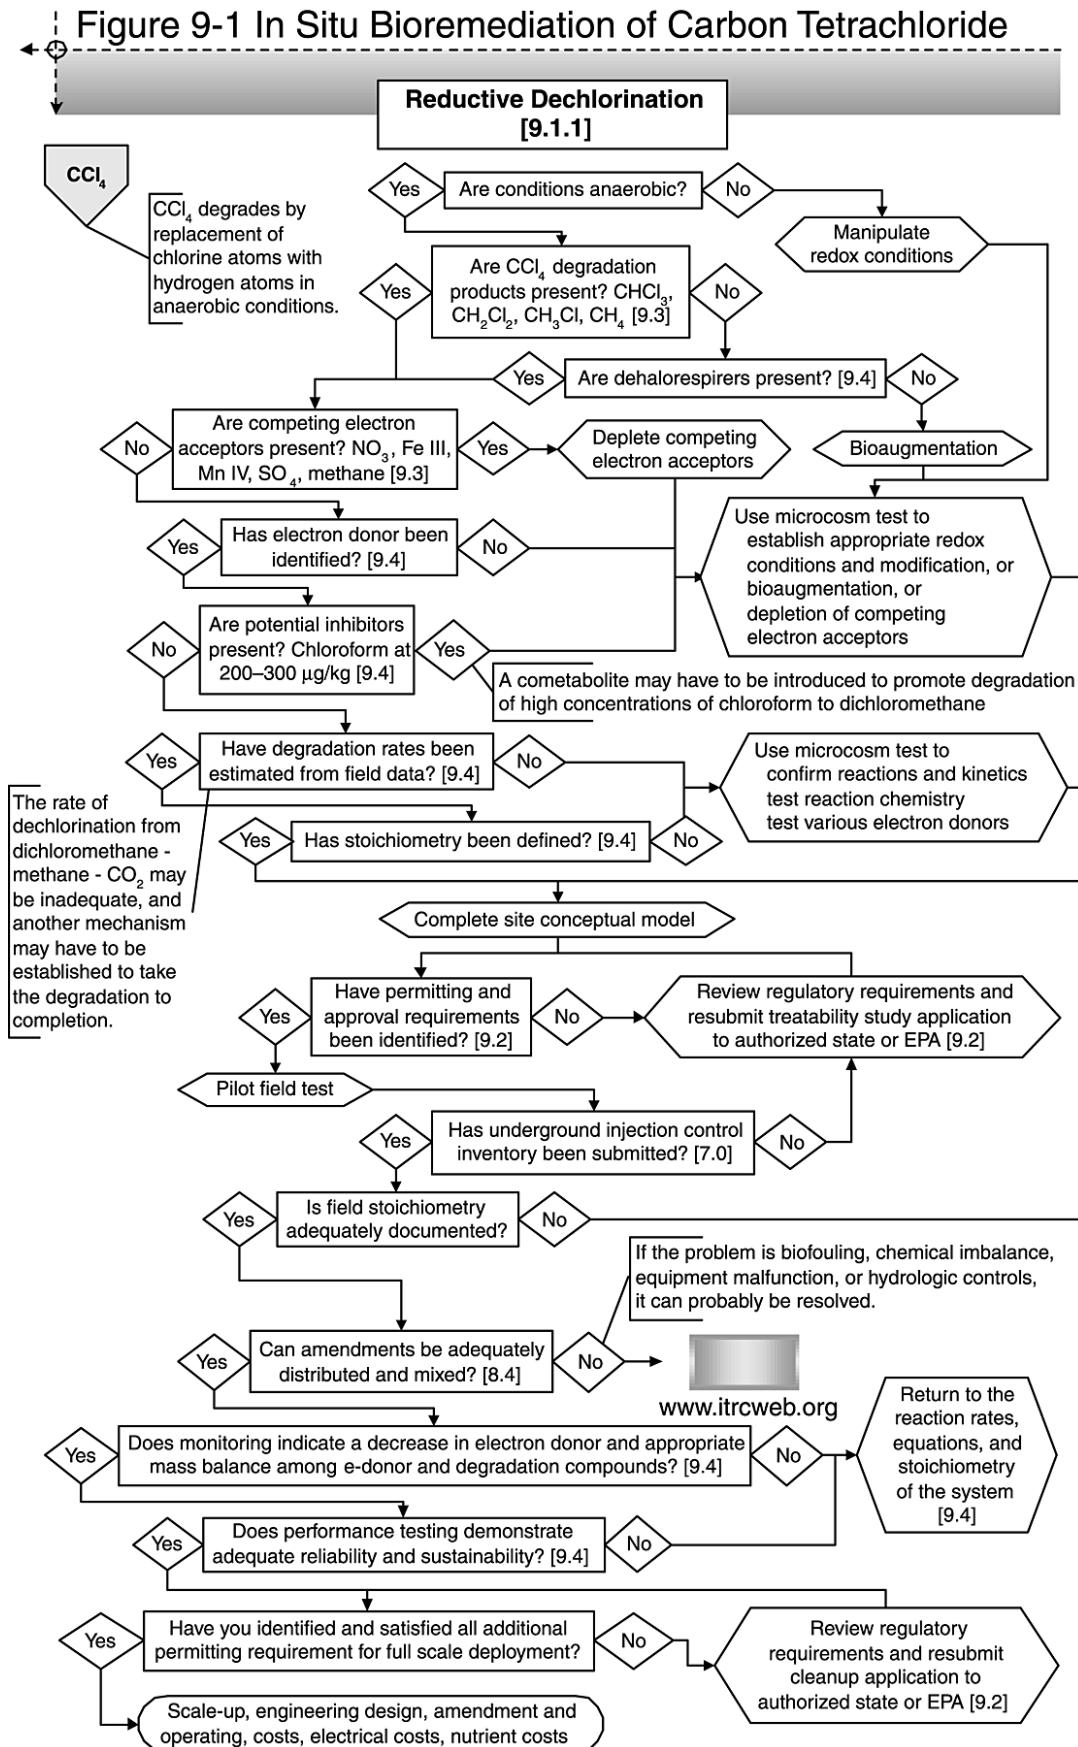 Figure 9-1 In Situ Bioremediation of Carbon Tetrachloride
Reductive Dechlorination
[9.1.1]
CCl4
CCl4 degrades by
replacement of
chlorine atoms with
hydrogen atoms in
anaerobic conditions.
Yes
Are conditions anaerobic?
No
Manipulate
redox conditions
Yes
Are CCl4 degradation
products present? CHCl3,
CH2Cl2, CH3Cl, CH4 [9.3]
No
Yes
Are dehalorespirers present? [9.4]
No
No
Are competing electron
acceptors present? NO3, Fe III,
Mn IV, SO4, methane [9.3]
Yes
Deplete competing
electron acceptors
Bioaugmentation
Yes
Has electron donor been
identified? [9.4]
No
Use microcosm test to
establish appropriate redox
conditions and modification, or
bioaugmentation, or
depletion of competing
electron acceptors
No
Are potential inhibitors
present? Chloroform at
200–300 μg/kg [9.4]
Yes
A cometabolite may have to be introduced to promote degradation
of high concentrations of chloroform to dichloromethane
Yes
Have degradation rates been
estimated from field data? [9.4]
No
Use microcosm test to
confirm reactions and kinetics
test reaction chemistry
test various electron donors
The rate of
dechlorination from
dichloromethane -
methane - CO2 may
be inadequate, and
another mechanism
may have to be
established to take
the degradation to
completion.
Yes
Has stoichiometry been defined? [9.4]
No
Complete site conceptual model
Yes
Have permitting and
approval requirements
been identified? [9.2]
No
Review regulatory requirements and
resubmit treatability study application
to authorized state or EPA [9.2]
Pilot field test
Yes
Has underground injection control
inventory been submitted? [7.0]
No
Yes
Is field stoichiometry
adequately documented?
No
If the problem is biofouling, chemical imbalance,
equipment malfunction, or hydrologic controls,
it can probably be resolved.
Yes
Can amendments be adequately
distributed and mixed? [8.4]
No
www.itrcweb.org
Yes
Does monitoring indicate a decrease in electron donor and appropriate
mass balance among e-donor and degradation compounds? [9.4]
No
Return to the
reaction rates,
equations, and
stoichiometry
of the system
[9.4]
Yes
Does performance testing demonstrate
adequate reliability and sustainability? [9.4]
No
Yes
Have you identified and satisfied all additional
permitting requirement for full scale deployment?
No
Review regulatory
requirements and resubmit
cleanup application to
authorized state or EPA [9.2]
Scale-up, engineering design, amendment and
operating, costs, electrical costs, nutrient costs